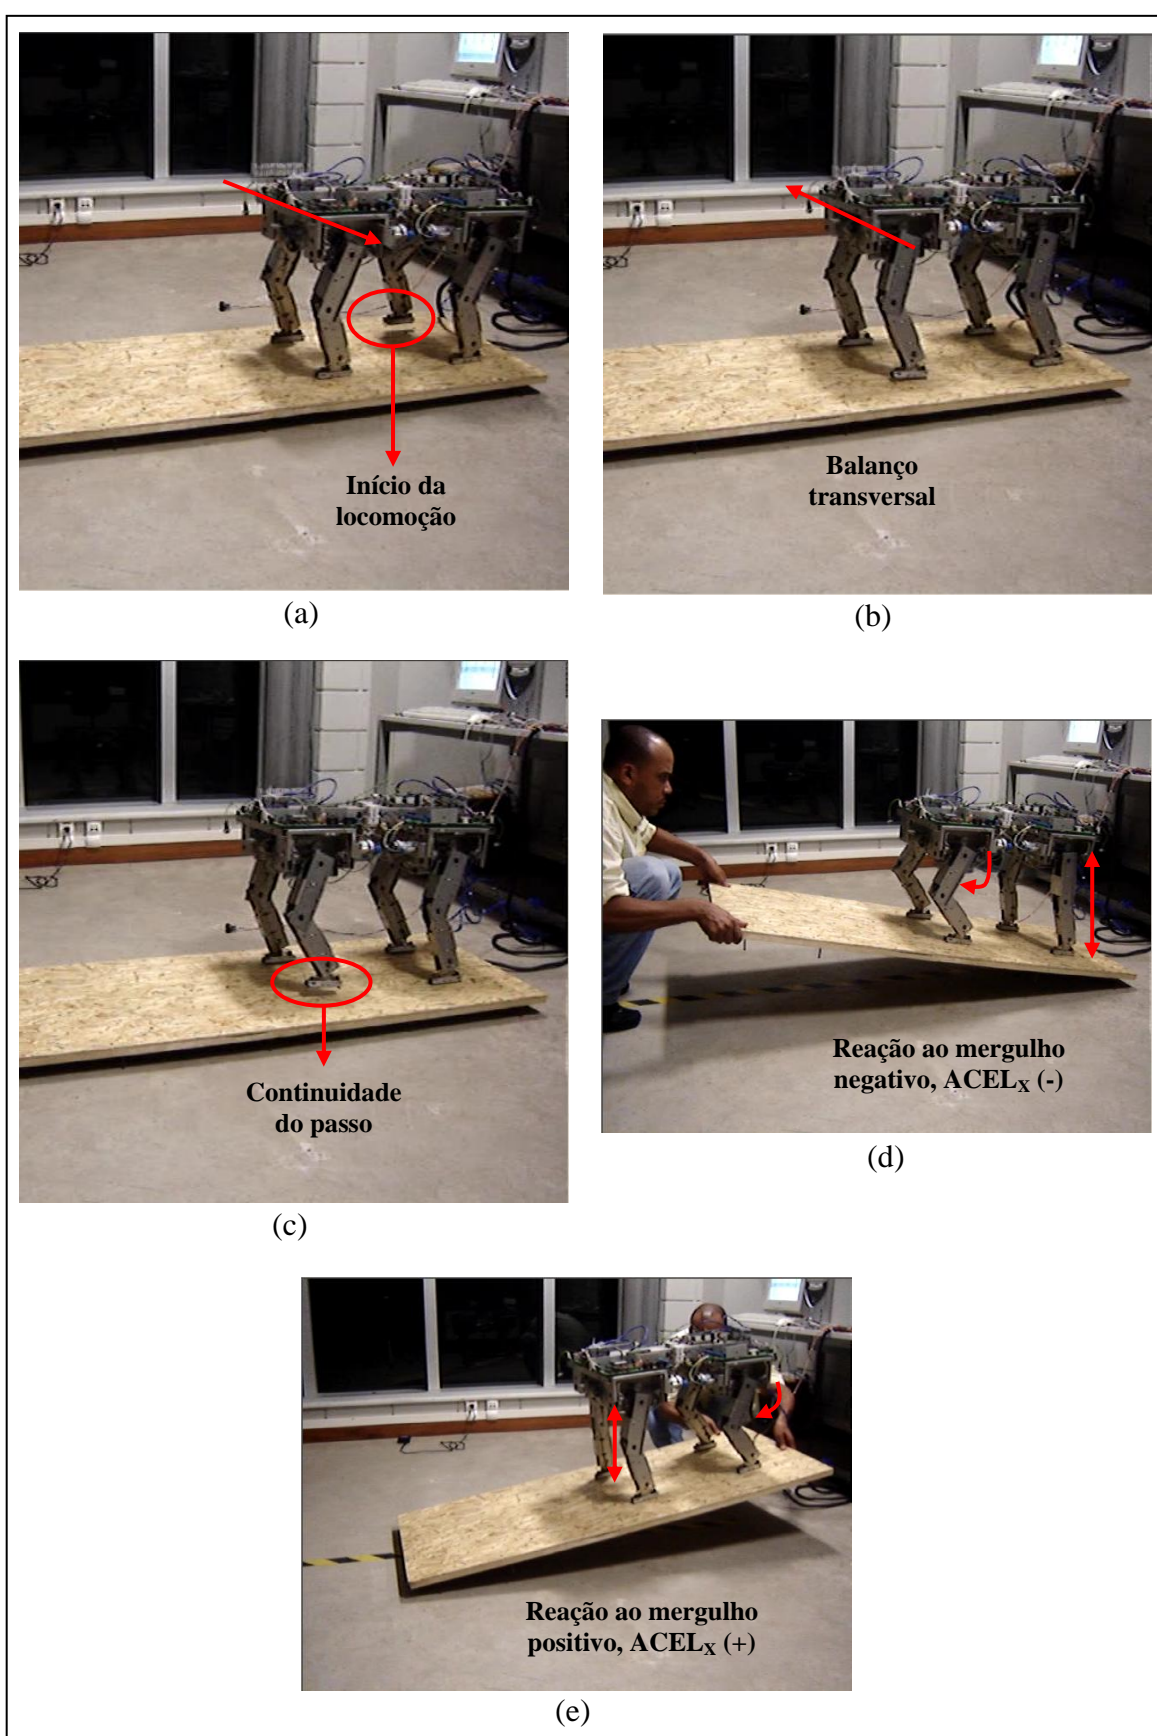 Início da
locomoção
(a)
Balanço
transversal
(b)
Continuidade
do passo
(c)
Reação ao mergulho
negativo, ACELX (-)
(d)
Reação ao mergulho
positivo, ACELX (+)
(e)